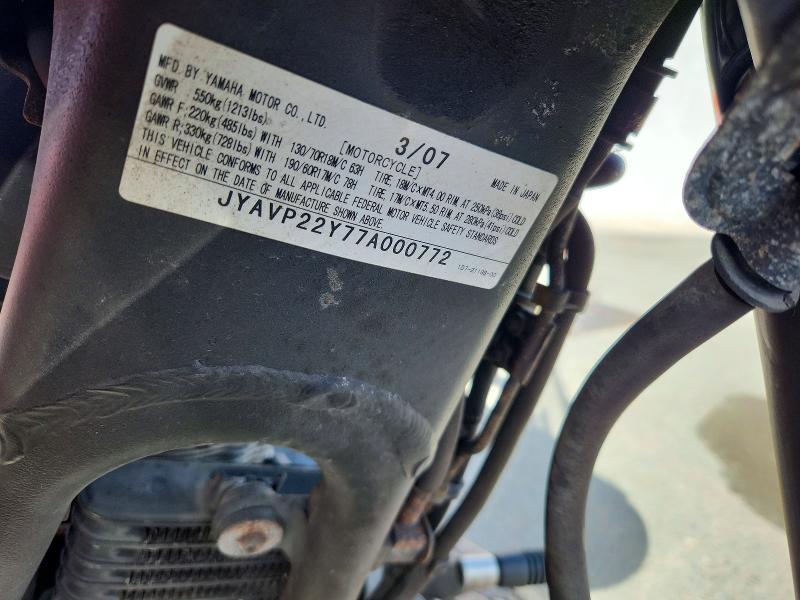 MFD. BY YAMAHA MOTOR CO., LTD. 3/07
GVWR 550kg(1213lbs) [MOTORCYCLE] MADE IN JAPAN
GAWR F;220kg(485lbs) WITH 130/70R18M/C 63H TIRE, 18M/C×MT4.00 RIM, AT 250kPa(36psi)COLD
GAWR R;330kg(728lbs) WITH 190/60R17M/C 78H TIRE, 17M/C×MT5.50 RIM, AT 280kPa(41psi)COLD
THIS VEHICLE CONFORMS TO ALL APPLICABLE FEDERAL MOTOR VEHICLE SAFETY STANDARDS
IN EFFECT ON THE DATE OF MANUFACTURE SHOWN ABOVE.
JYAVP22Y77A000772